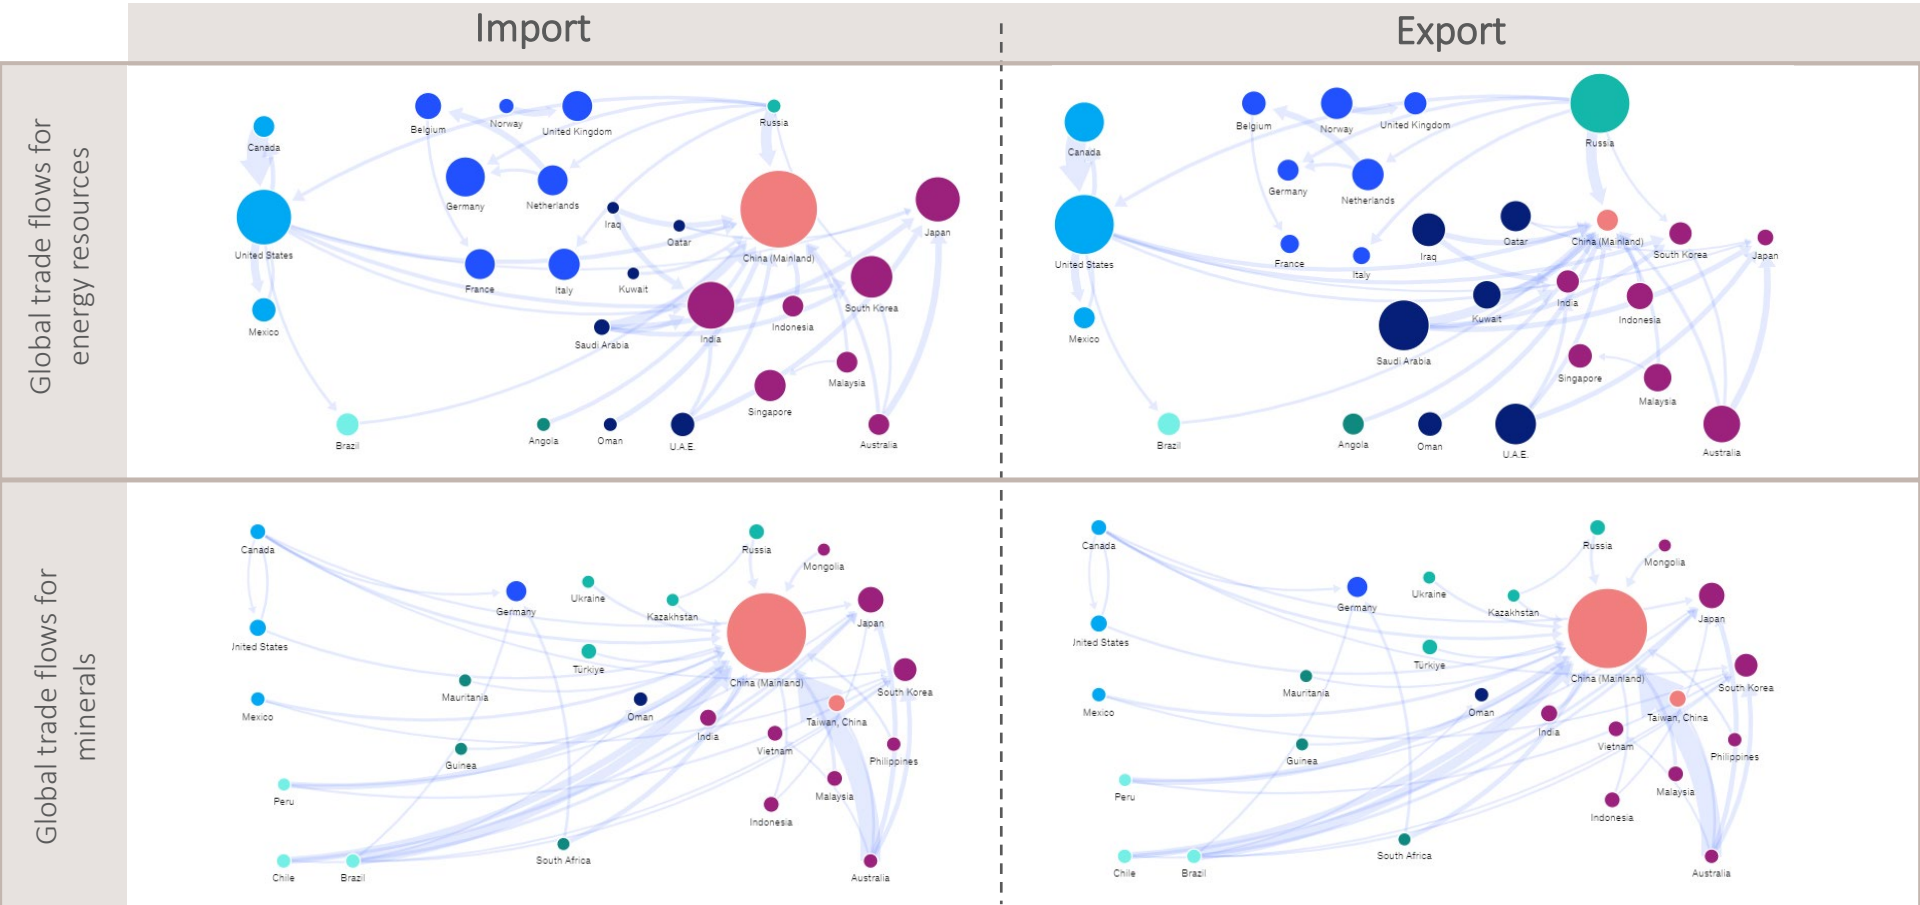 Import
Export
Global trade flows for
energy resources
Canada
Belgium
Norway
United Kingdom
Russia
Germany
Netherlands
Iraq
Qatar
Japan
United States
China (Mainland)
France
Italy
Kuwait
South Korea
Mexico
Saudi Arabia
India
Indonesia
Singapore
Malaysia
Brazil
Angola
Oman
U.A.E.
Australia
Canada
Belgium
Norway
United Kingdom
Russia
Germany
Netherlands
Iraq
Qatar
China (Mainland)
South Korea
Japan
United States
France
Italy
India
Kuwait
Indonesia
Mexico
Saudi Arabia
Singapore
Malaysia
Brazil
Angola
Oman
U.A.E.
Australia
Global trade flows for
minerals
Canada
Russia
Mongolia
Germany
Ukraine
Kazakhstan
Japan
Jnited States
Türkiye
China (Mainland)
South Korea
Mauritania
Mexico
Oman
India
Taiwan, China
Vietnam
Philippines
Guinea
Peru
Malaysia
Indonesia
South Africa
Chile
Brazil
Australia
Canada
Russia
Mongolia
Germany
Ukraine
Kazakhstan
Japan
Jnited States
Türkiye
China (Mainland)
South Korea
Mauritania
Mexico
Oman
India
Taiwan, China
Vietnam
Philippines
Guinea
Peru
Malaysia
Indonesia
South Africa
Chile
Brazil
Australia